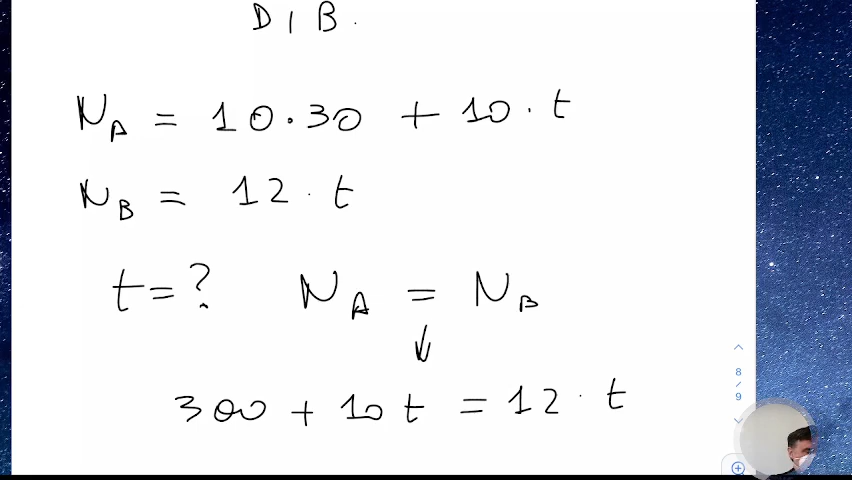 D I B.
N_A = 10·30 + 10·t
N_B = 12·t
t=? N_A = N_B
↓
300 + 10t = 12·t
8
/
9